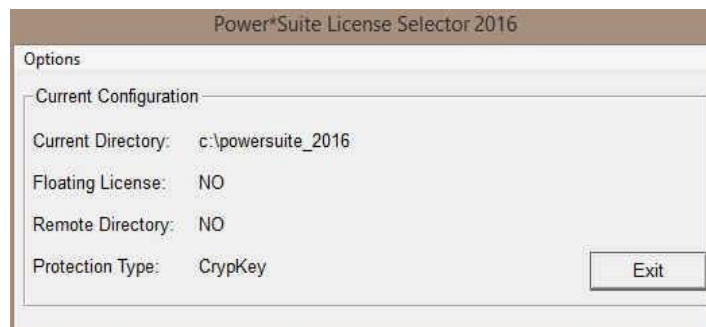 Power*Suite License Selector 2016
Options
Current Configuration
Current Directory: c:\powersuite_2016
Floating License: NO
Remote Directory: NO
Protection Type: CrypKey
Exit